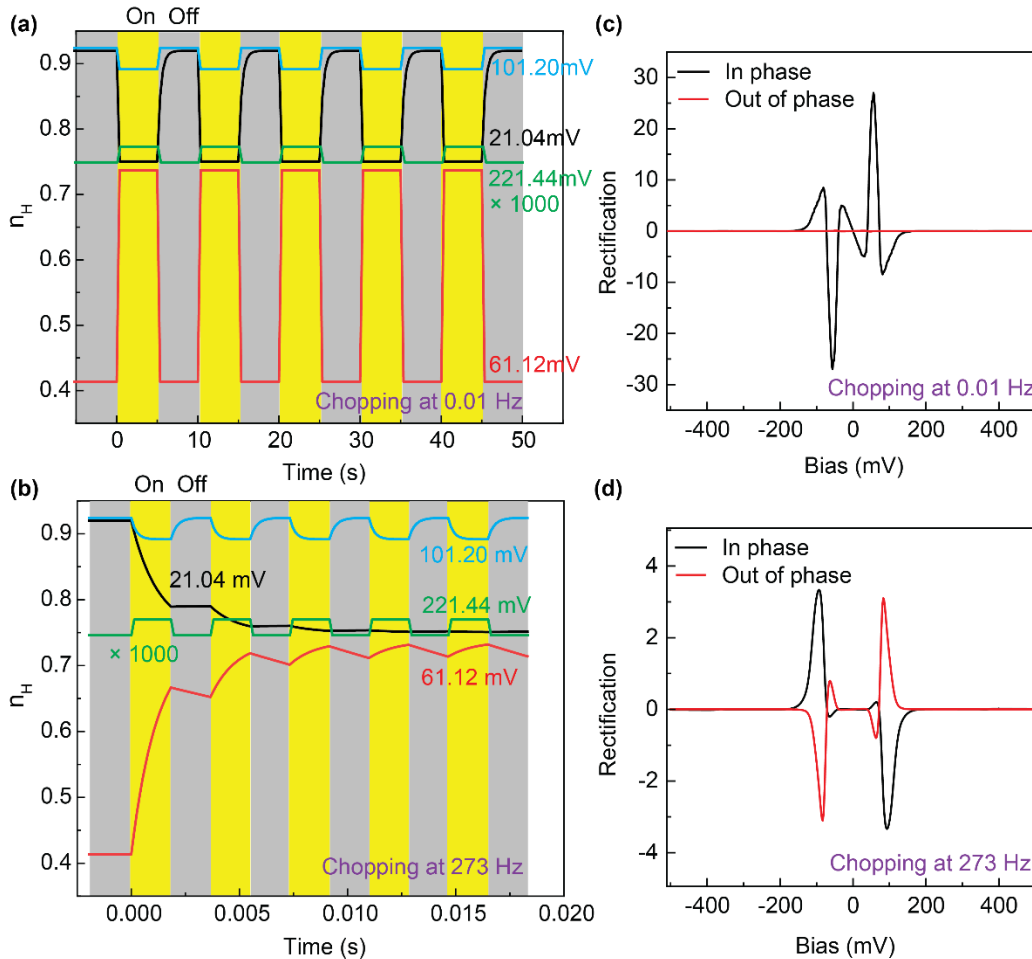 (a)
On Off
n_H
0.9
0.8
0.7
0.6
0.5
0.4
101.20mV
21.04mV
221.44mV
× 1000
61.12mV
Chopping at 0.01 Hz
0 10 20 30 40 50
Time (s)
(c)
In phase
Out of phase
Rectification
30
20
10
0
-10
-20
-30
Chopping at 0.01 Hz
-400 -200 0 200 400
Bias (mV)
(b)
On Off
n_H
0.9
0.8
0.7
0.6
0.5
0.4
101.20 mV
21.04 mV
221.44 mV
× 1000
61.12 mV
Chopping at 273 Hz
0.000 0.005 0.010 0.015 0.020
Time (s)
(d)
In phase
Out of phase
Rectification
4
2
0
-2
-4
Chopping at 273 Hz
-400 -200 0 200 400
Bias (mV)